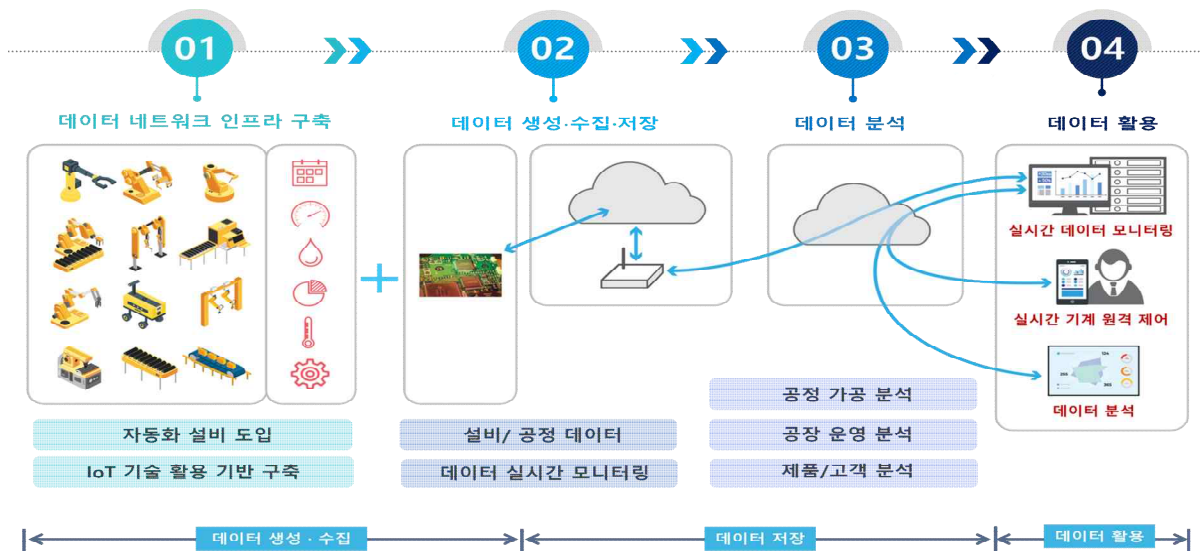 01
02
03
04
데이터 네트워크 인프라 구축
데이터 생성·수집·저장
데이터 분석
데이터 활용
실시간 데이터 모니터링
실시간 기계 원격 제어
데이터 분석
자동화 설비 도입
IoT 기술 활용 기반 구축
설비/ 공정 데이터
데이터 실시간 모니터링
공정 가공 분석
공장 운영 분석
제품/고객 분석
데이터 생성 · 수집
데이터 저장
데이터 활용